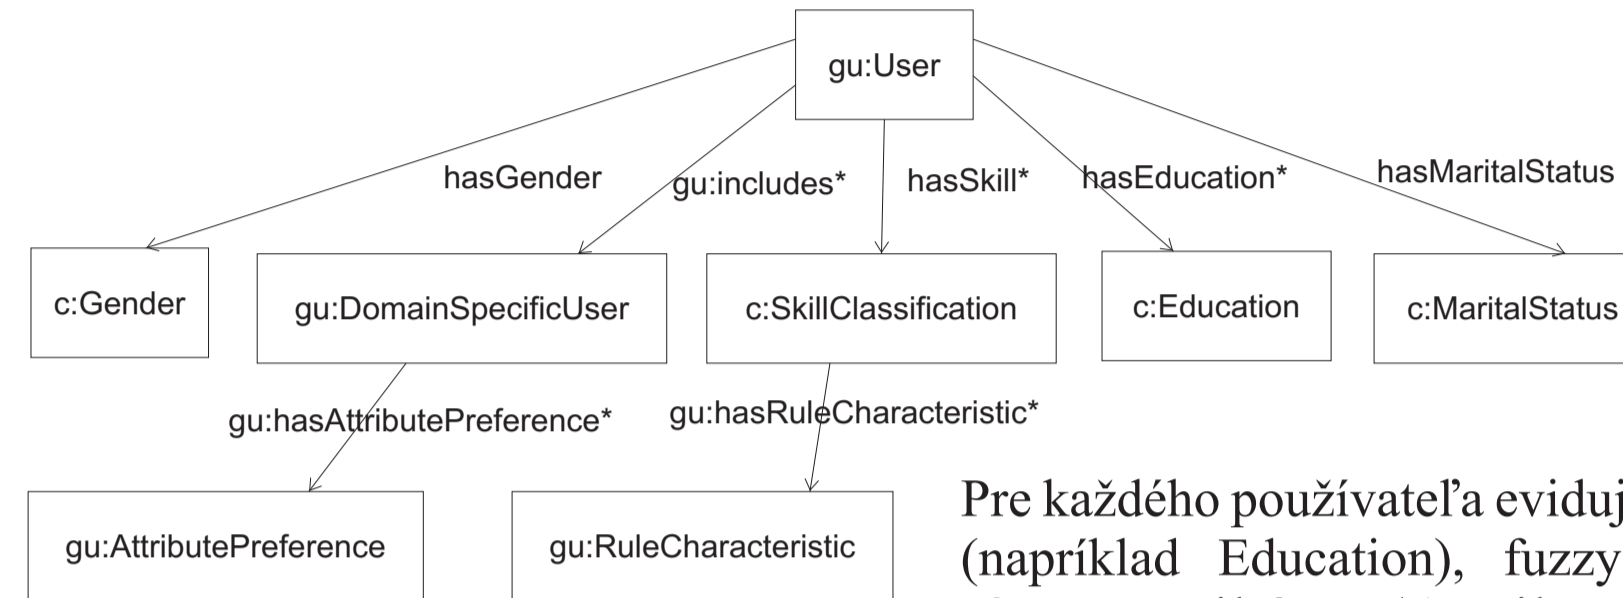 gu:User
hasGender
gu:includes*
hasSkill*
hasEducation*
hasMaritalStatus
c:Gender
gu:DomainSpecificUser
c:SkillClassification
c:Education
c:MaritalStatus
gu:hasAttributePreference*
gu:hasRuleCharacteristic*
gu:AttributePreference
gu:RuleCharacteristic
Pre každého používateľa eviduj
(napríklad Education), fuzzy